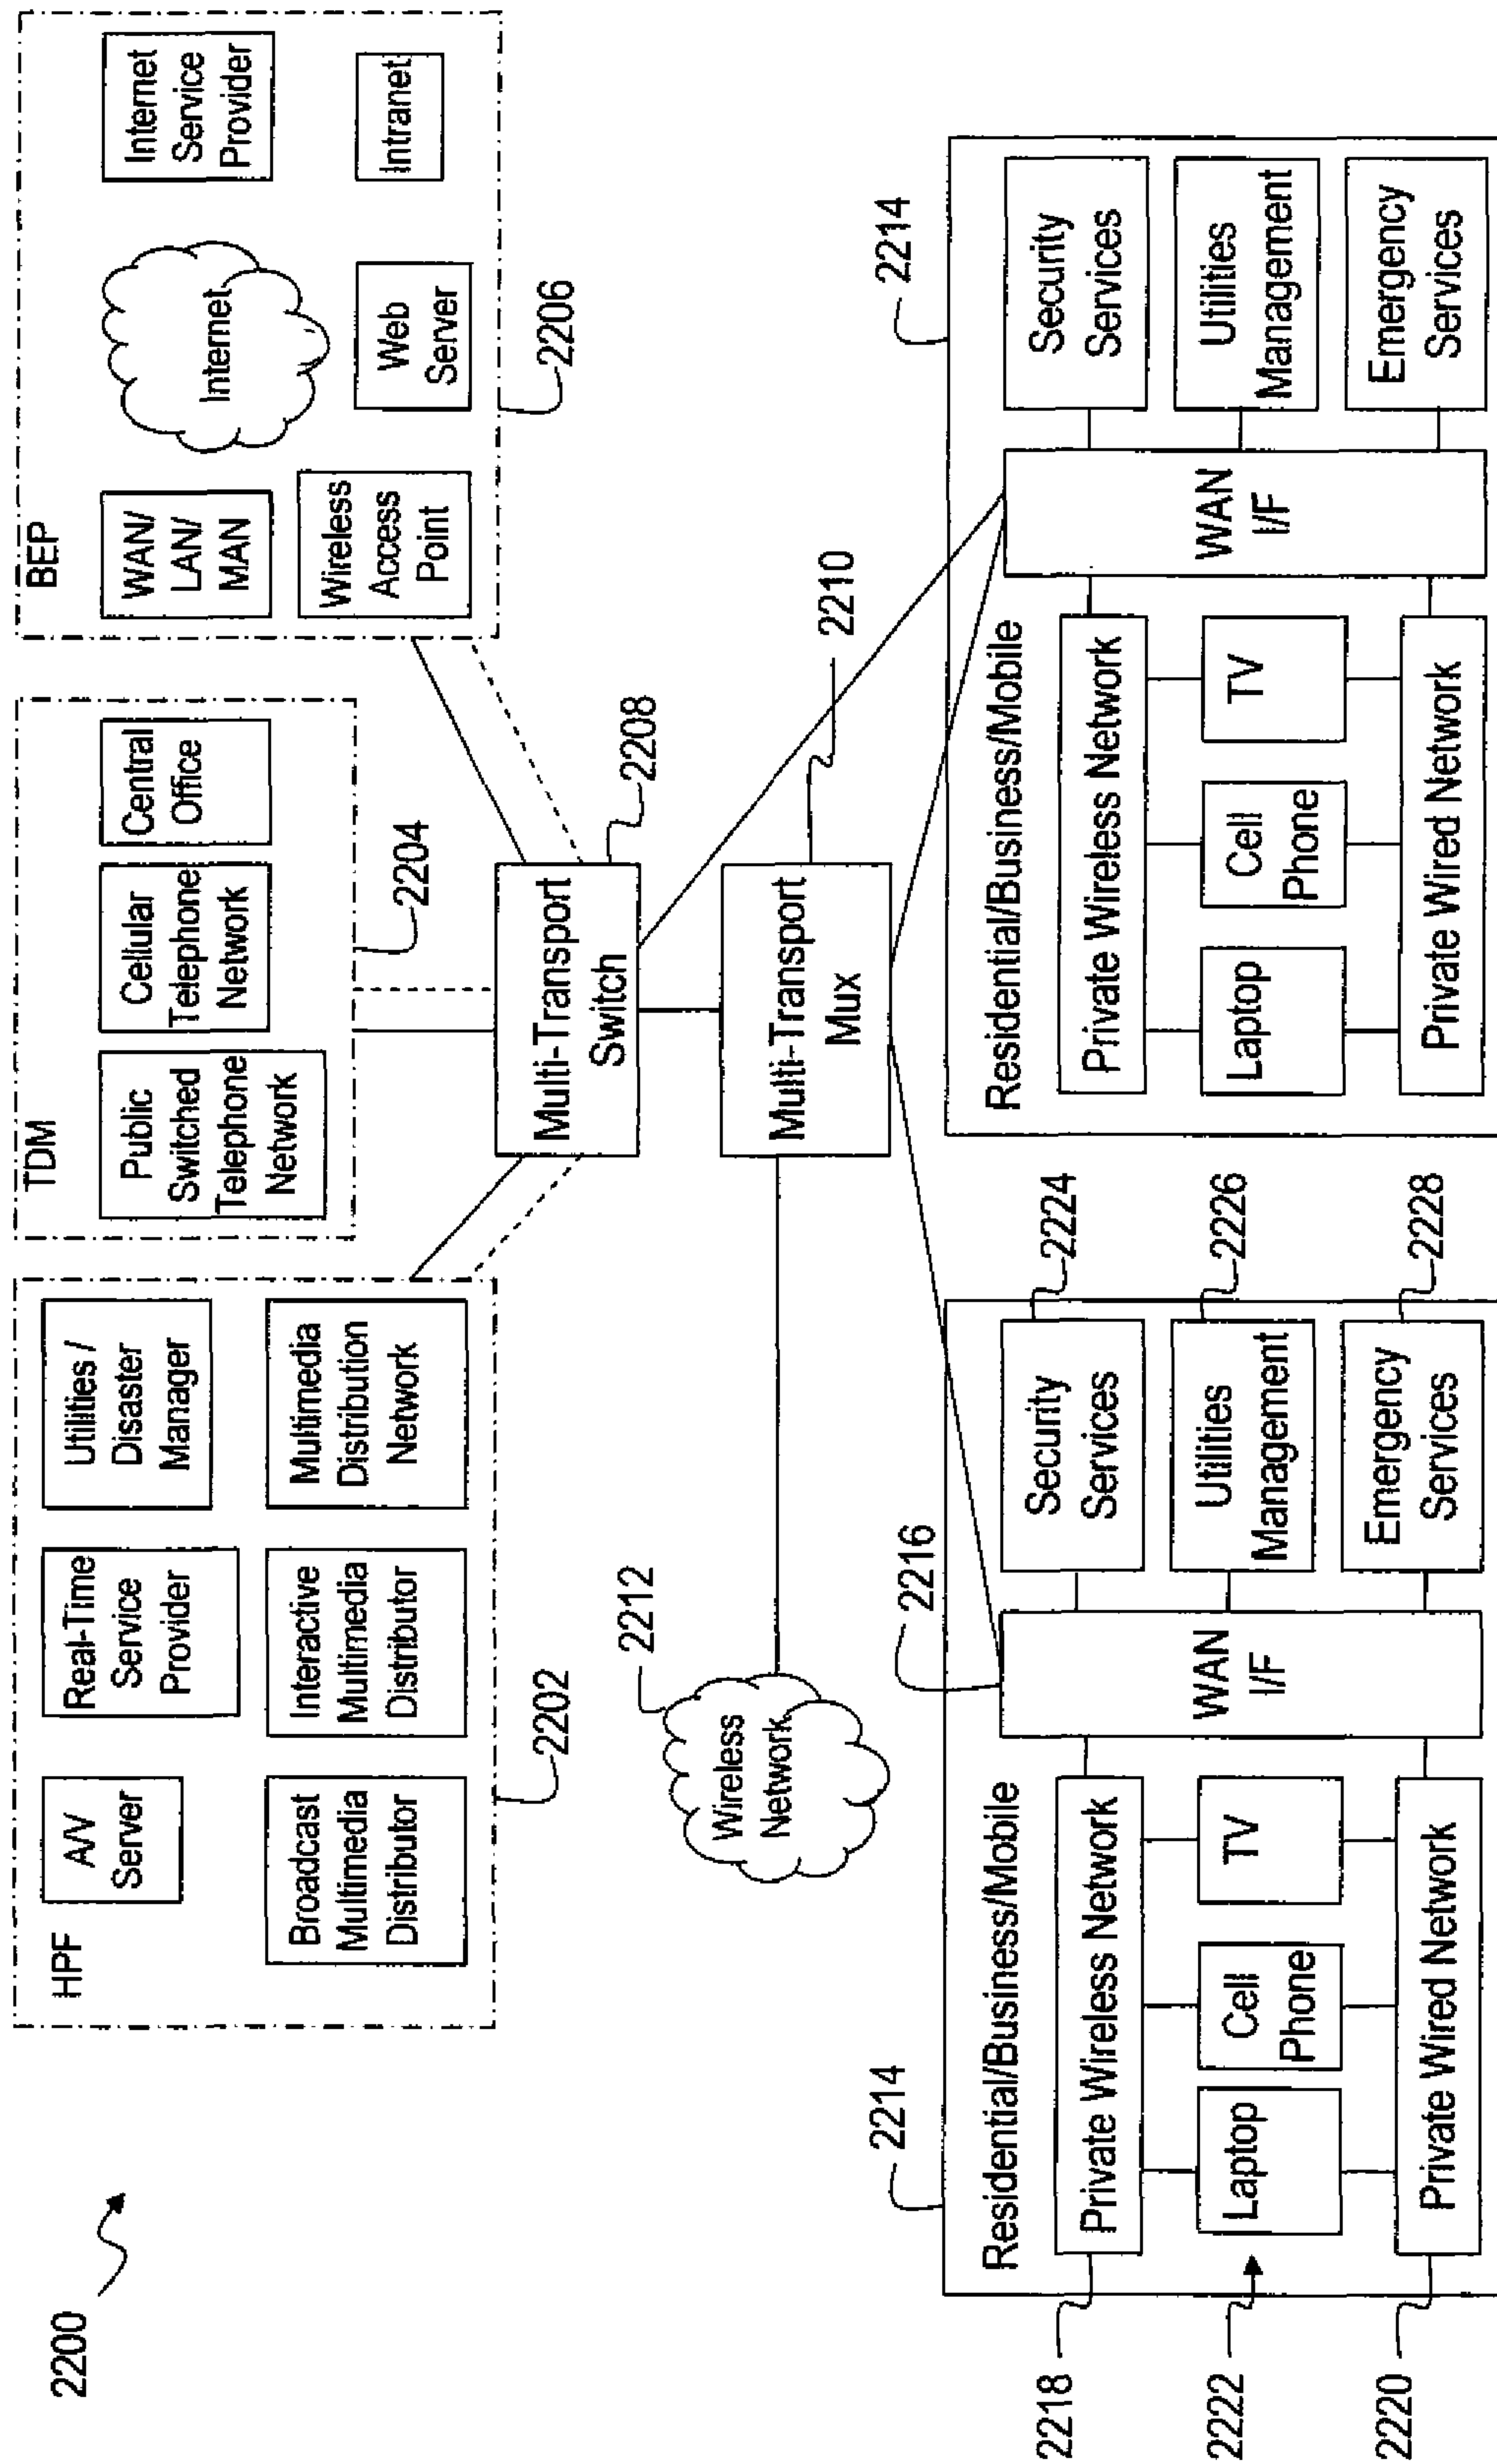 2200
HPF
A/V
Server
Real-Time
Service
Provider
Utilities /
Disaster
Manager
Broadcast
Multimedia
Distributor
Interactive
Multimedia
Distributor
Multimedia
Distribution
Network
2202
TDM
Public
Switched
Telephone
Network
Cellular
Telephone
Network
Central
Office
2204
BEP
WAN/
LAN/
MAN
Internet
Internet
Service
Provider
Wireless
Access
Point
Web
Server
Intranet
2206
Multi-Transport
Switch
2208
Multi-Transport
Mux
2210
Wireless
Network
2212
2214
Residential/Business/Mobile
2216
Private Wireless Network
2218
Laptop
Cell
Phone
TV
2222
Private Wired Network
2220
WAN
I/F
Security
Services
2224
Utilities
Management
2226
Emergency
Services
2228
2214
Residential/Business/Mobile
Private Wireless Network
Laptop
Cell
Phone
TV
Private Wired Network
WAN
I/F
Security
Services
Utilities
Management
Emergency
Services